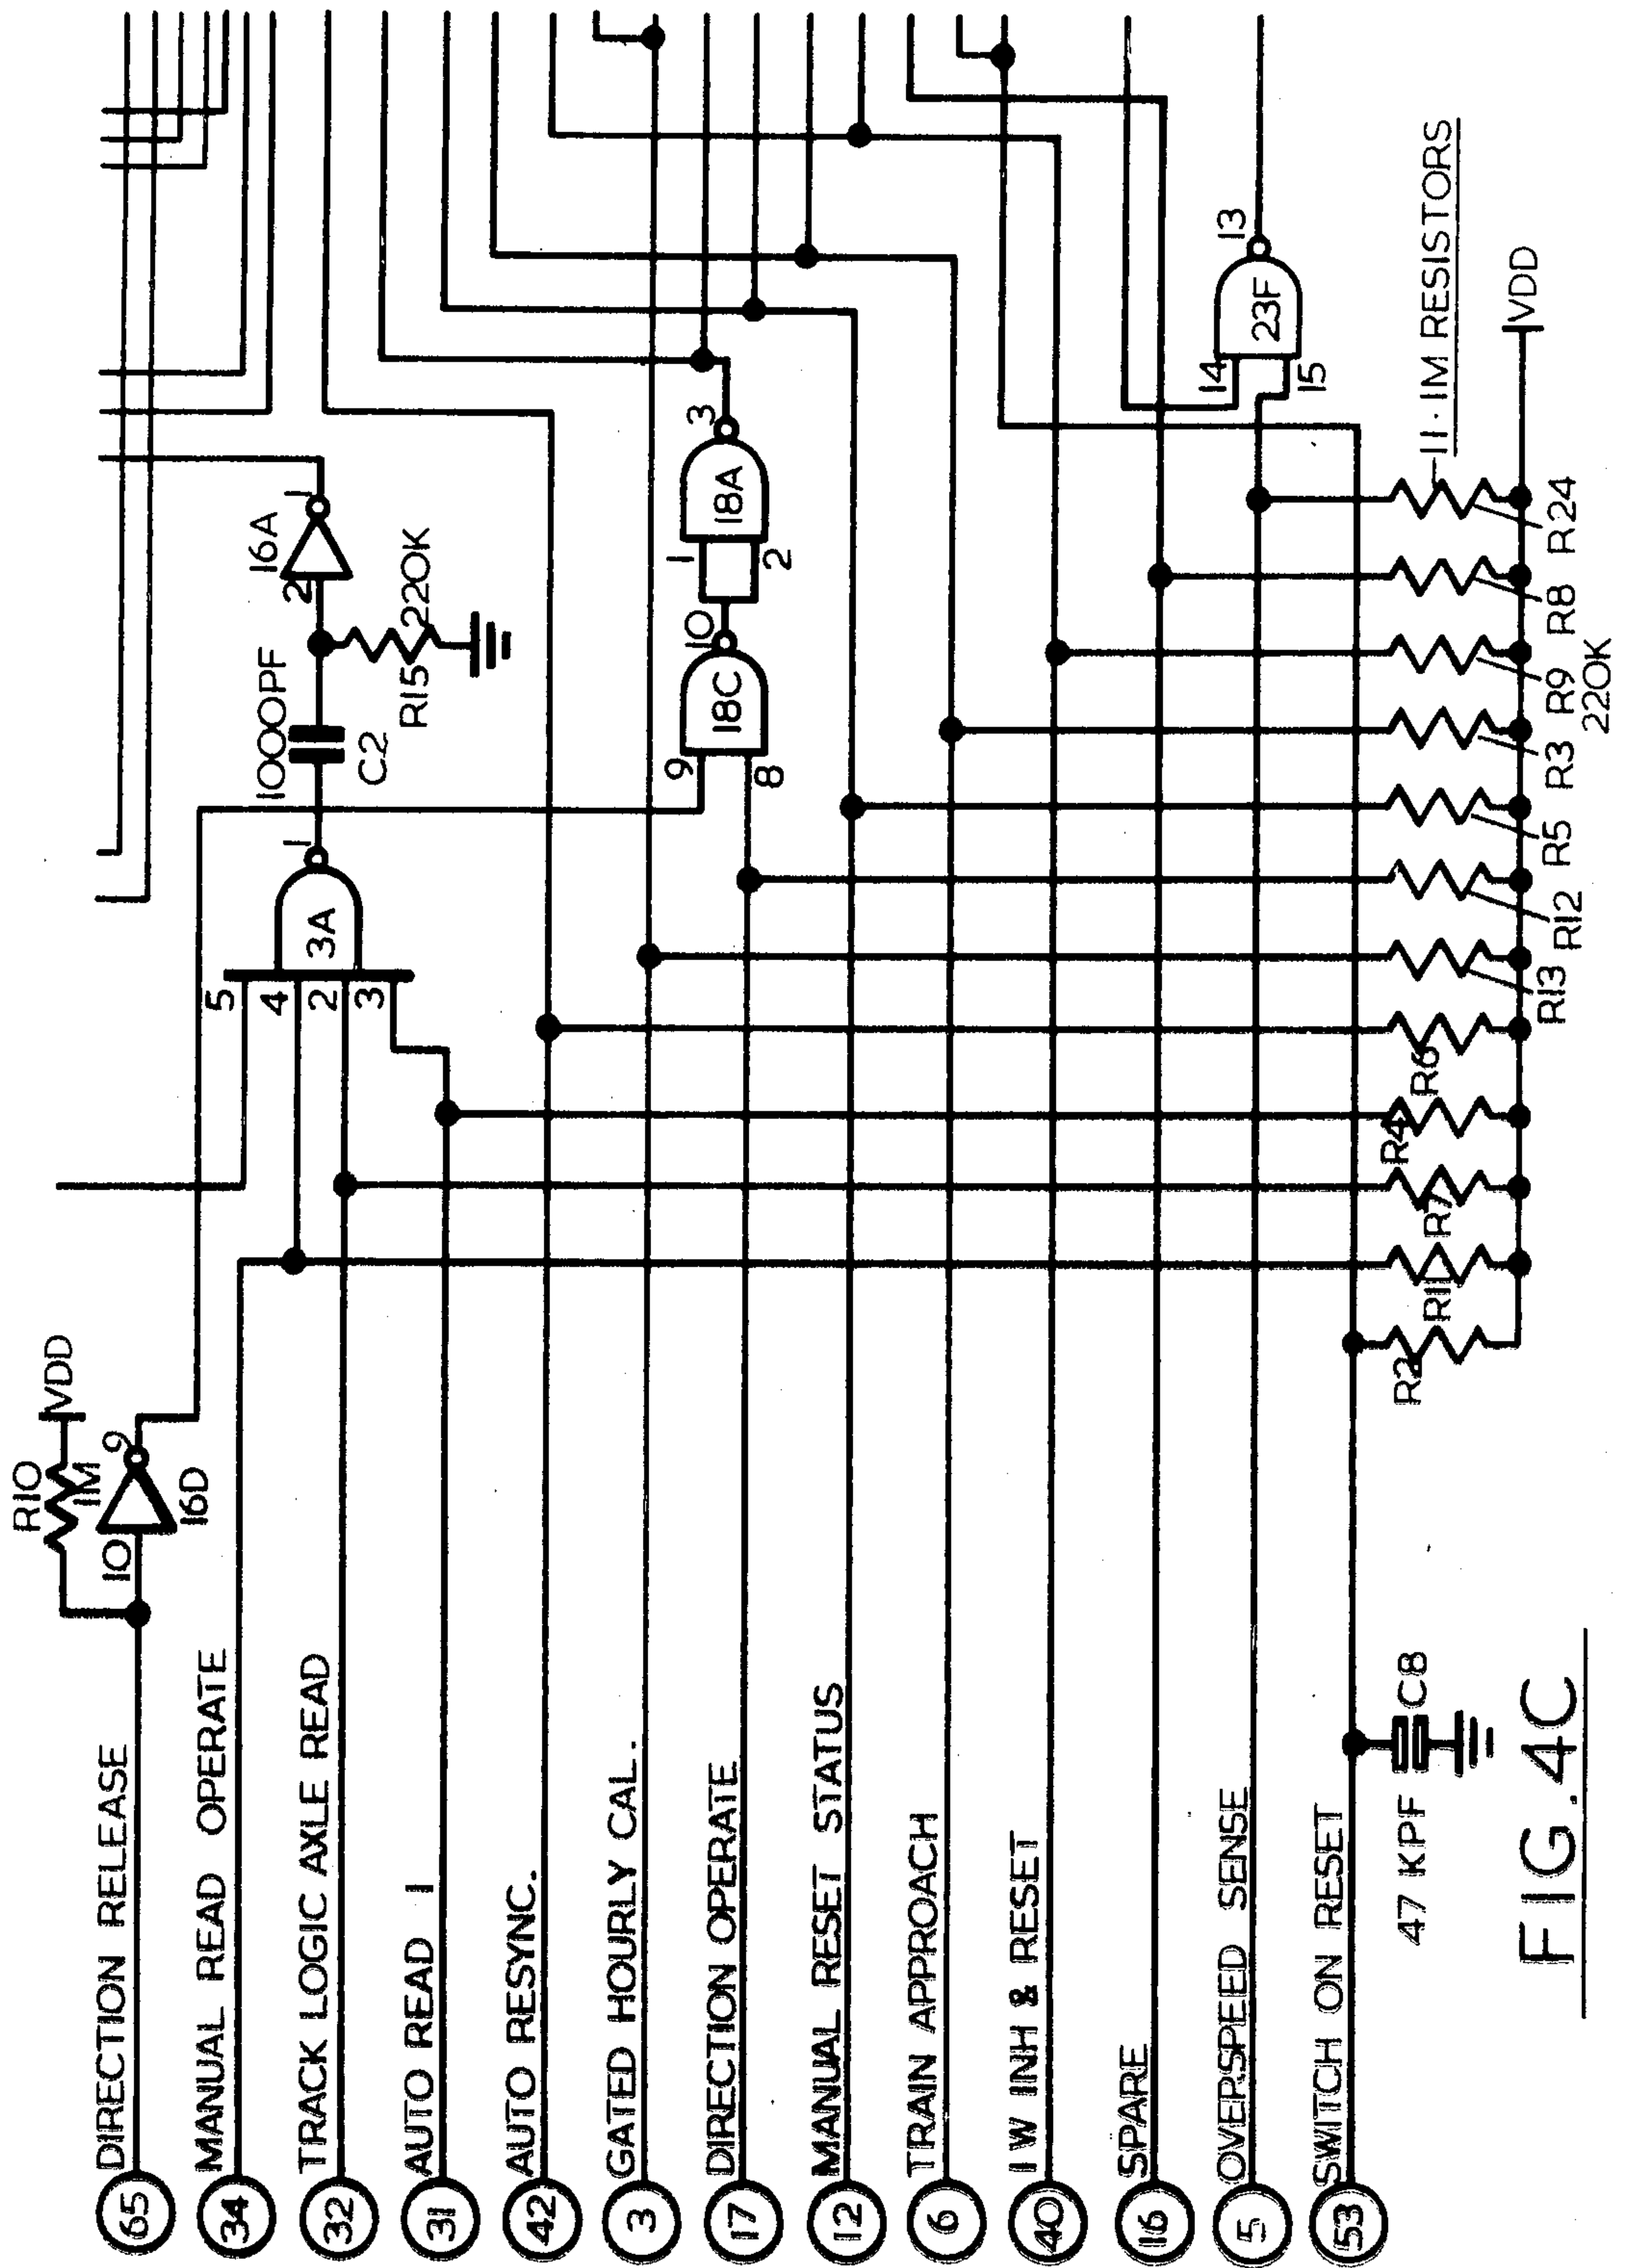 65 DIRECTION RELEASE
R10
1M
VDD
10
9
16D
34 MANUAL READ OPERATE
32 TRACK LOGIC AXLE READ
31 AUTO READ 1
42 AUTO RESYNC.
3 GATED HOURLY CAL.
17 DIRECTION OPERATE
12 MANUAL RESET STATUS
6 TRAIN APPROACH
40 1 W INH & RESET
16 SPARE
5 OVERSPEED SENSE
53 SWITCH ON RESET
5
4
2
3
3A
1
1000PF
C2
R15 220K
2
16A
1
9
8
18C
10
1
2
18A
3
14
15
23F
13
47 KPF C8
R2
R11
R7
R4
R6
R13
R12
R5
R3
R9
220K
R8
R24
11·1M RESISTORS
VDD
FIG.4C